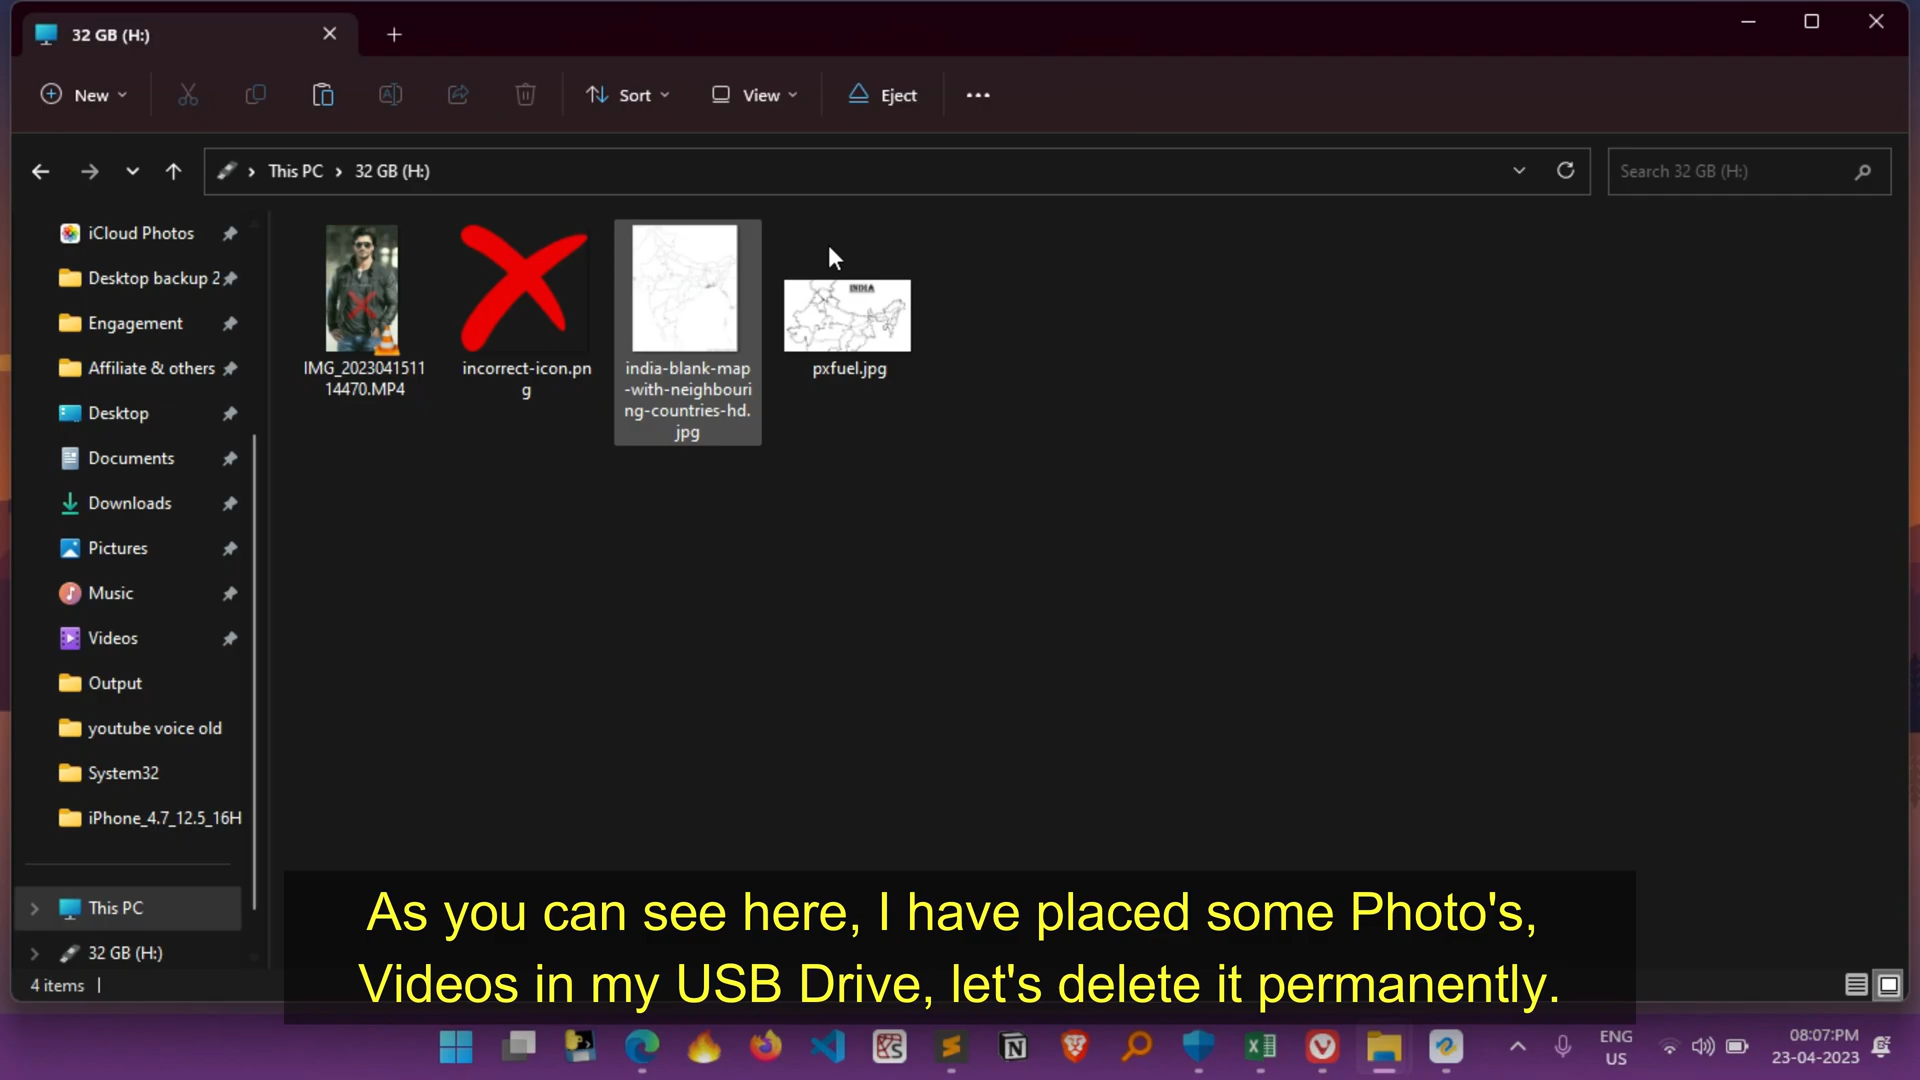 32 GB (H:)
New
Sort
View
Eject
This PC
32 GB (H:)
Search 32 GB (H:)
iCloud Photos
Desktop backup 2
Engagement
Affiliate & others
Desktop
Documents
Downloads
Pictures
Music
Videos
Output
youtube voice old
System32
iPhone_4.7_12.5_16H
This PC
32 GB (H:)
4 items
IMG_2023041511
14470.MP4
incorrect-icon.pn
g
india-blank-map
-with-neighbouri
ng-countries-hd.
jpg
INDIA
pxfuel.jpg
As you can see here, I have placed some Photo's,
Videos in my USB Drive, let's delete it permanently.
ENG
US
08:07:PM
23-04-2023